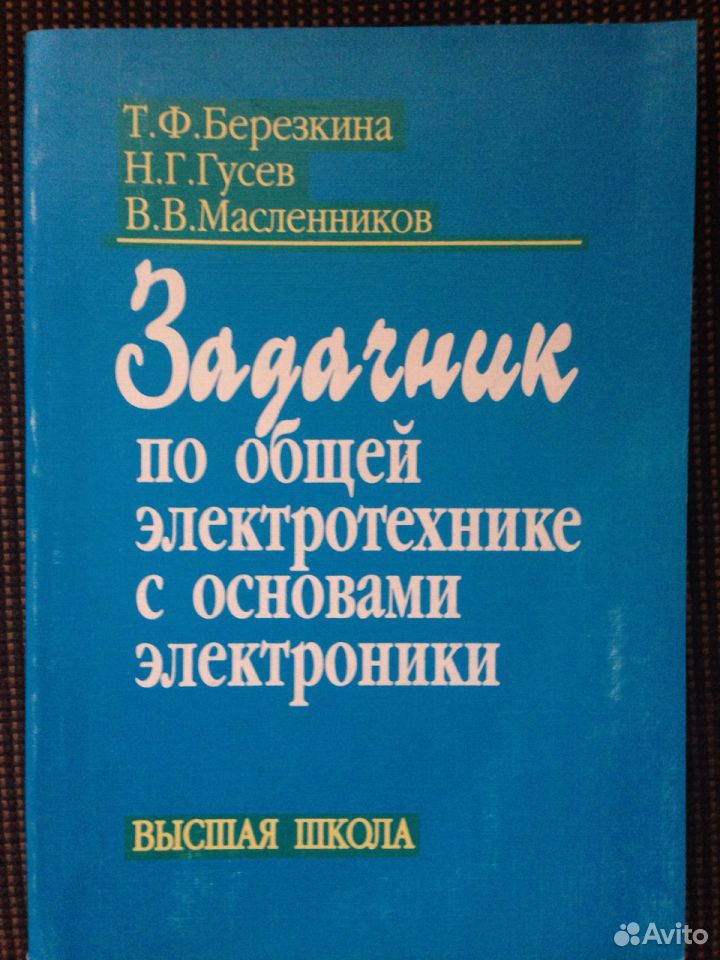 Т.Ф.Березкина
Н.Г.Гусев
В.В.Масленников
Задачник
по общей
электротехнике
с основами
электроники
ВЫСШАЯ ШКОЛА
Avito